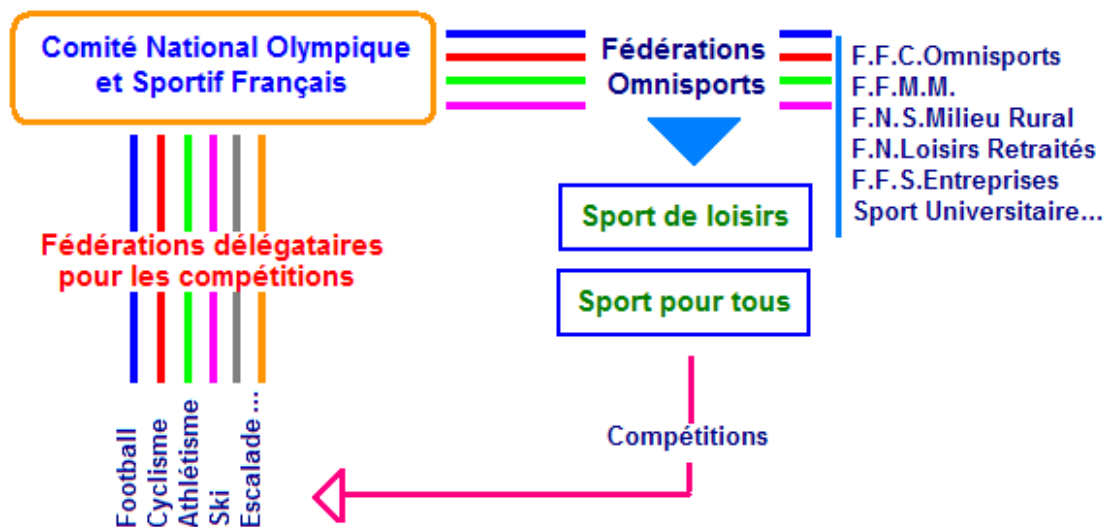 Comité National Olympique
et Sportif Français
Fédérations
Omnisports
F.F.C.Omnisports
F.F.M.M.
F.N.S.Milieu Rural
F.N.Loisirs Retraités
F.F.S.Entreprises
Sport Universitaire...
Sport de loisirs
Sport pour tous
Fédérations délégataires
pour les compétitions
Compétitions
Football
Cyclisme
Athlétisme
Ski
Escalade ...